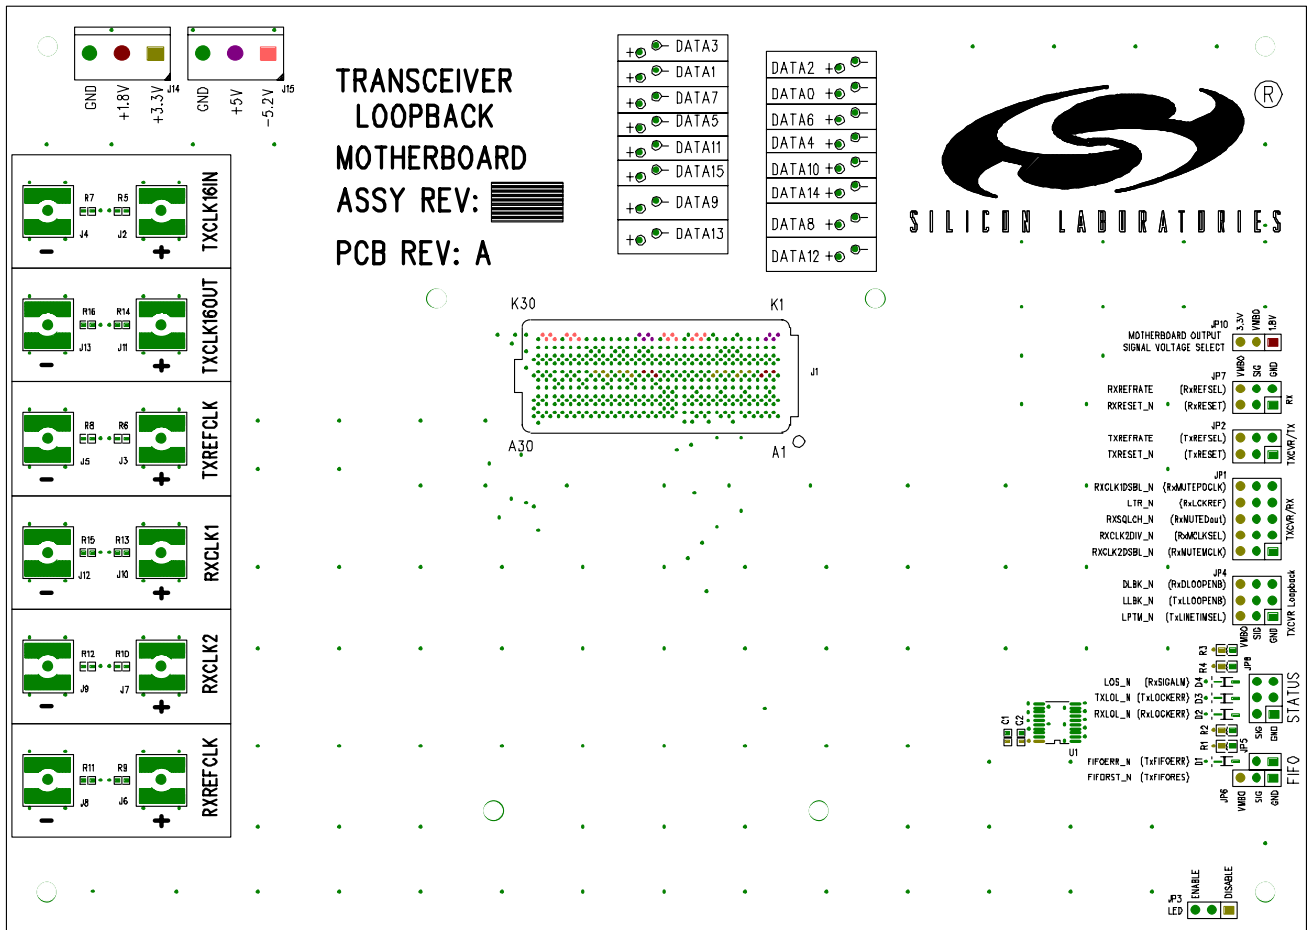 GND
+1.8V
+3.3V
J14
GND
+5V
-5.2V
J15
TRANSCEIVER
LOOPBACK
MOTHERBOARD
ASSY REV:
PCB REV: A
DATA3
DATA1
DATA7
DATA5
DATA11
DATA15
DATA9
DATA13
DATA2
DATA0
DATA6
DATA4
DATA10
DATA14
DATA8
DATA12
®
SILICON LABORATORIES
R7 R5
J4 J2
- +
TXCLK16IN
R16 R14
J13 J11
- +
TXCLK16OUT
R8 R6
J5 J3
- +
TXREFCLK
R15 R13
J12 J10
- +
RXCLK1
R12 R10
J9 J7
- +
RXCLK2
R11 R9
J8 J6
- +
RXREFCLK
K30 K1
J1
A30 A1
JP10 3.3V VMBO 1.8V
MOTHERBOARD OUTPUT
SIGNAL VOLTAGE SELECT
JP7 VMBO SIG GND
RXREFRATE (RxREFSEL)
RXRESET_N (RxRESET)
RX
JP2
TXREFRATE (TxREFSEL)
TXRESET_N (TxRESET)
TXCVR/TX
JP1
RXCLK1DSBL_N (RxMUTEPDCLK)
LTR_N (RxLCKREF)
RXSQLCH_N (RxMUTEDout)
RXCLK2DIV_N (RxMCLKSEL)
RXCLK2DSBL_N (RxMUTEMCLK)
TXCVR/RX
JP4
DLBK_N (RxDLOOPENB)
LLBK_N (TxLLOOPENB)
LPTM_N (TxLINETIMSEL)
TXCVR Loopback
VMBO SIG GND
R3
R4 JP8
LOS_N (RxSIGALM) D4
TXLOL_N (TxLOCKERR) D3
RXLOL_N (RxLOCKERR) D2
STATUS
SIG GND
R2
R1 JP5
C1 C2
U1
FIFOERR_N (TxFIFOERR) D1
FIFORST_N (TxFIFORES)
FIFO
JP6 VMBO SIG GND
ENABLE DISABLE
JP3
LED